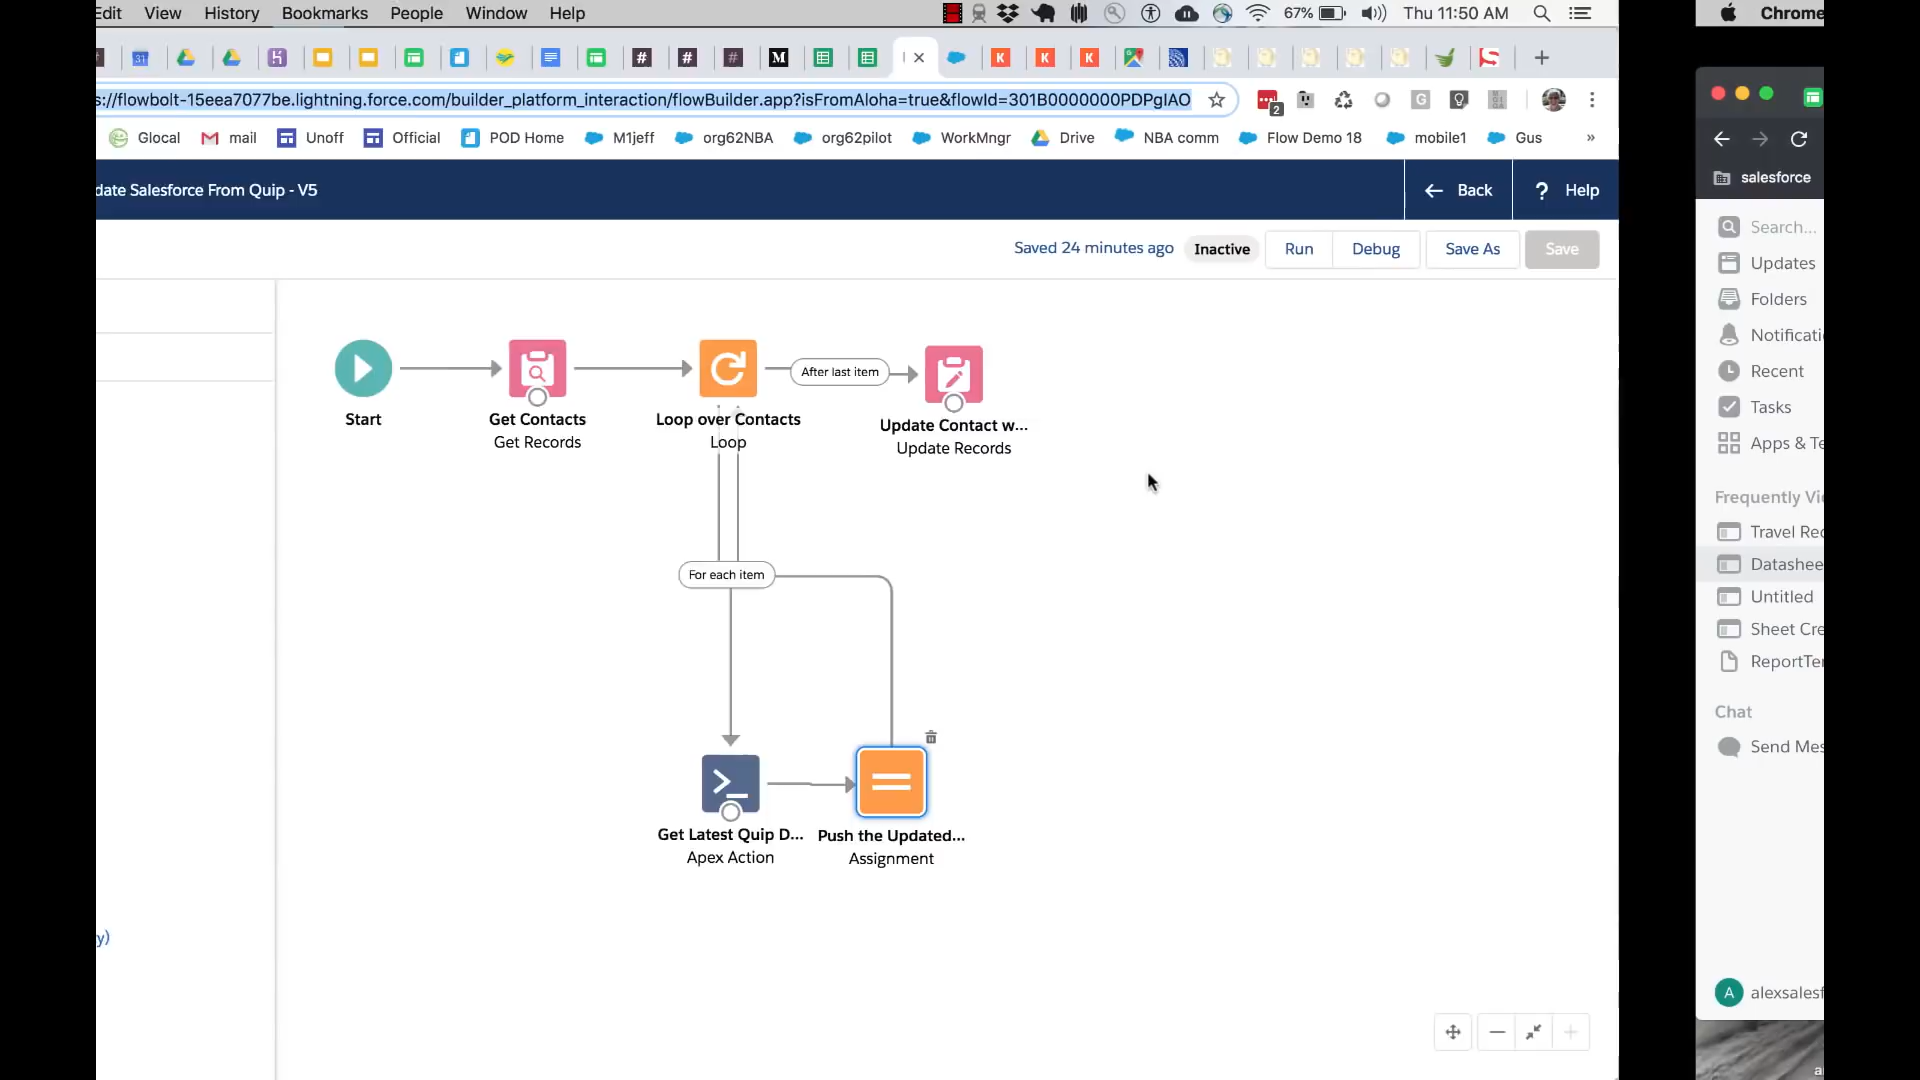 Edit View History Bookmarks People Window Help 67% Thu 11:50 AM
Chrome
s://flowbolt-15eea7077be.lightning.force.com/builder_platform_interaction/flowBuilder.app?isFromAloha=true&flowId=301B0000000PDPgIAO
Glocal mail Unoff Official POD Home M1jeff org62NBA org62pilot WorkMngr Drive NBA comm Flow Demo 18 mobile1 Gus »
date Salesforce From Quip - V5
Back
? Help
Saved 24 minutes ago Inactive Run Debug Save As Save
After last item
Start
Get Contacts
Get Records
Loop over Contacts
Loop
Update Contact w...
Update Records
For each item
Get Latest Quip D...
Apex Action
Push the Updated...
Assignment
y)
salesforce
Search...
Updates
Folders
Notificati
Recent
Tasks
Apps & Te
Frequently Vi
Travel Rec
Datashee
Untitled
Sheet Cre
ReportTer
Chat
Send Mes
A alexsalesf